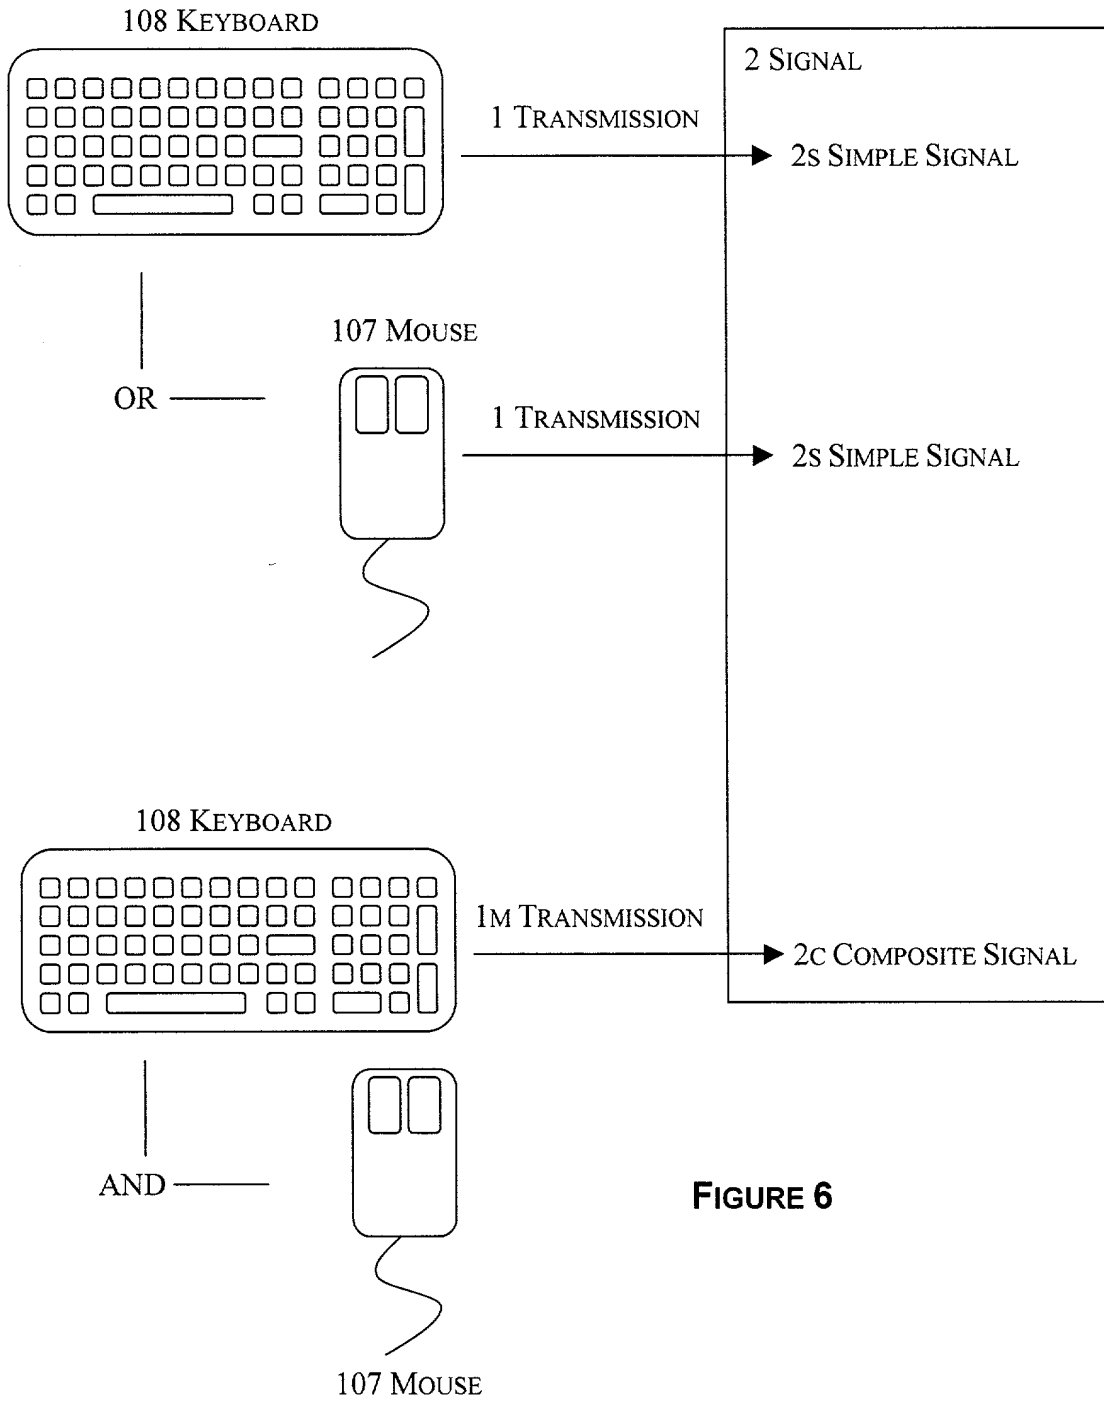 108 KEYBOARD
2 SIGNAL
1 TRANSMISSION
2S SIMPLE SIGNAL
107 MOUSE
OR
1 TRANSMISSION
2S SIMPLE SIGNAL
108 KEYBOARD
1M TRANSMISSION
2C COMPOSITE SIGNAL
AND
FIGURE 6
107 MOUSE